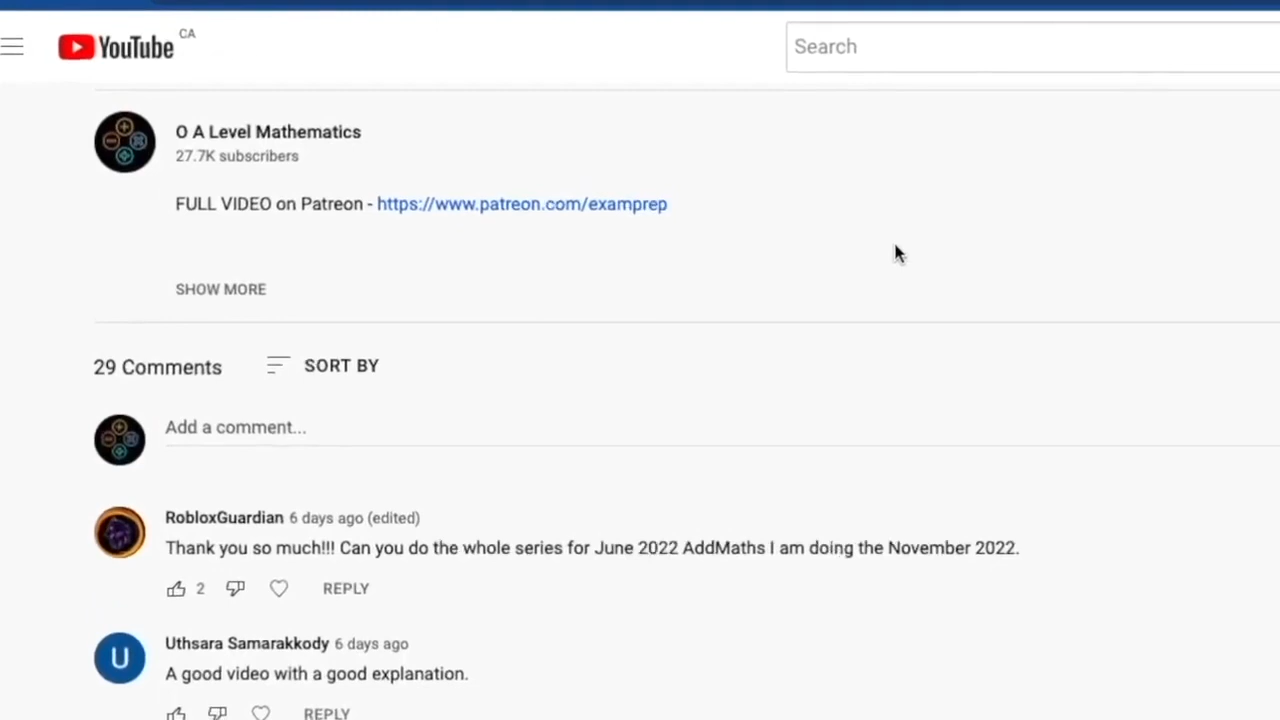 YouTube CA
Search
O A Level Mathematics
27.7K subscribers
FULL VIDEO on Patreon - https://www.patreon.com/examprep
SHOW MORE
29 Comments SORT BY
Add a comment...
RobloxGuardian 6 days ago (edited)
Thank you so much!!! Can you do the whole series for June 2022 AddMaths I am doing the November 2022.
2 REPLY
U
Uthsara Samarakkody 6 days ago
A good video with a good explanation.
REPLY